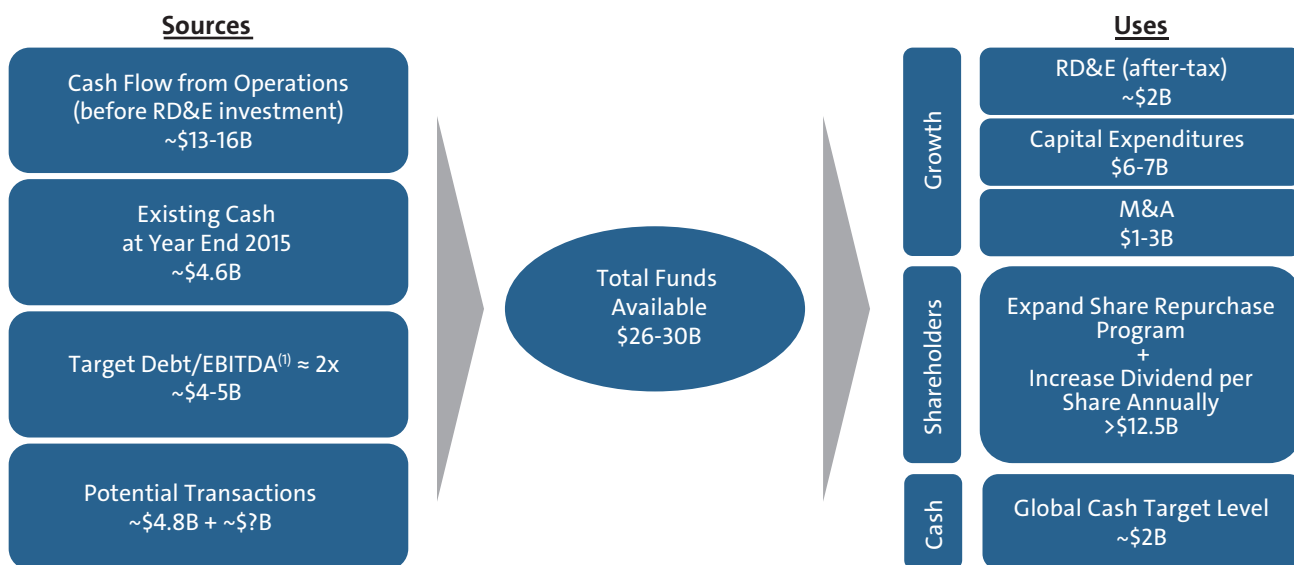 Sources
Cash Flow from Operations
(before RD&E investment)
~$13-16B
Existing Cash
at Year End 2015
~$4.6B
Target Debt/EBITDA(1) ≈ 2x
~$4-5B
Potential Transactions
~$4.8B + ~$?B
Total Funds
Available
$26-30B
Uses
Growth
RD&E (after-tax)
~$2B
Capital Expenditures
$6-7B
M&A
$1-3B
Shareholders
Expand Share Repurchase
Program
+
Increase Dividend per
Share Annually
>$12.5B
Cash
Global Cash Target Level
~$2B